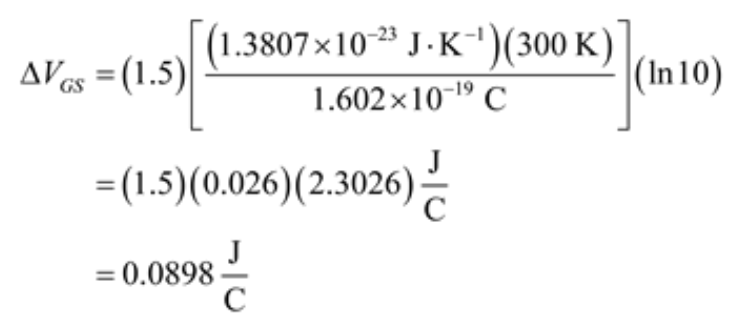 ΔV_GS = (1.5)[((1.3807×10⁻²³ J·K⁻¹)(300 K))/(1.602×10⁻¹⁹ C)](ln10)
= (1.5)(0.026)(2.3026) J/C
= 0.0898 J/C